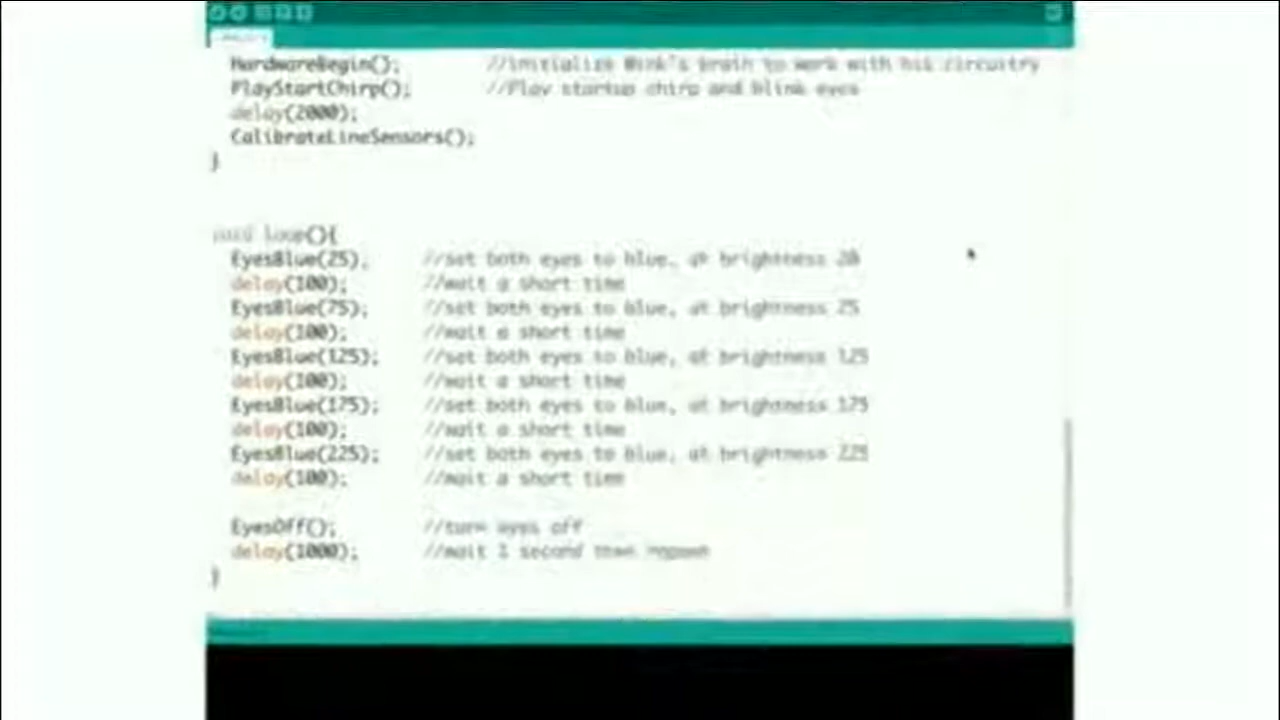 HardwareBegin(); //initialize Wink's brain to work with his circuitry
PlayStartChirp(); //Play startup chirp and blink eyes
delay(2000);
CalibrateLineSensors();
}
void loop(){
EyesBlue(25); //set both eyes to blue, at brightness 20
delay(100); //wait a short time
EyesBlue(75); //set both eyes to blue, at brightness 75
delay(100); //wait a short time
EyesBlue(125); //set both eyes to blue, at brightness 125
delay(100); //wait a short time
EyesBlue(175); //set both eyes to blue, at brightness 175
delay(100); //wait a short time
EyesBlue(225); //set both eyes to blue, at brightness 225
delay(100); //wait a short time
EyesOff(); //turn eyes off
delay(1000); //wait 1 second then
}